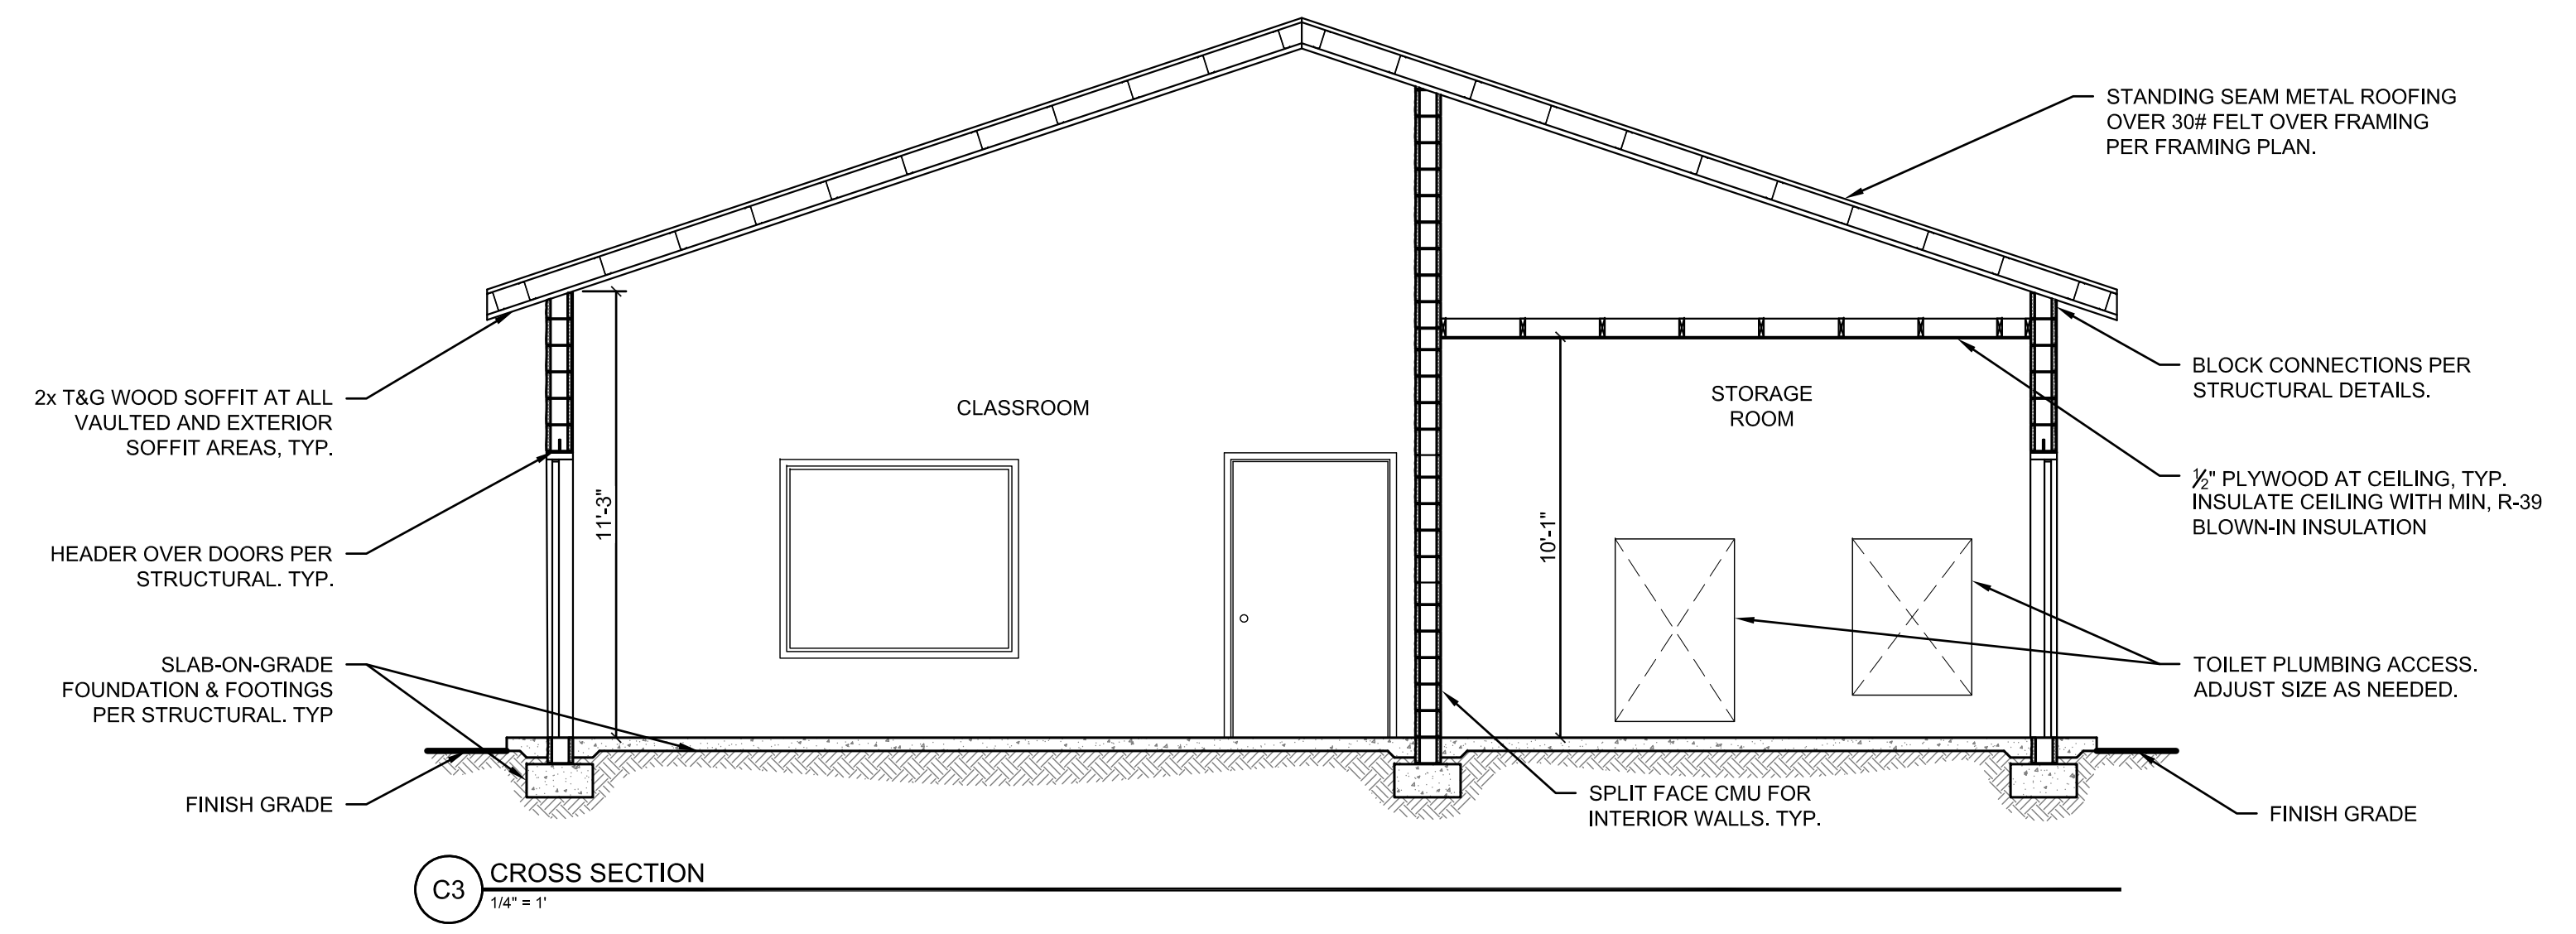 STANDING SEAM METAL ROOFING
OVER 30# FELT OVER FRAMING
PER FRAMING PLAN.
2x T&G WOOD SOFFIT AT ALL
VAULTED AND EXTERIOR
SOFFIT AREAS, TYP.
HEADER OVER DOORS PER
STRUCTURAL. TYP.
SLAB-ON-GRADE
FOUNDATION & FOOTINGS
PER STRUCTURAL. TYP
FINISH GRADE
11'-3"
CLASSROOM
10'-1"
STORAGE
ROOM
BLOCK CONNECTIONS PER
STRUCTURAL DETAILS.
½" PLYWOOD AT CEILING, TYP.
INSULATE CEILING WITH MIN, R-39
BLOWN-IN INSULATION
TOILET PLUMBING ACCESS.
ADJUST SIZE AS NEEDED.
SPLIT FACE CMU FOR
INTERIOR WALLS. TYP.
FINISH GRADE
C3
CROSS SECTION
1/4" = 1'